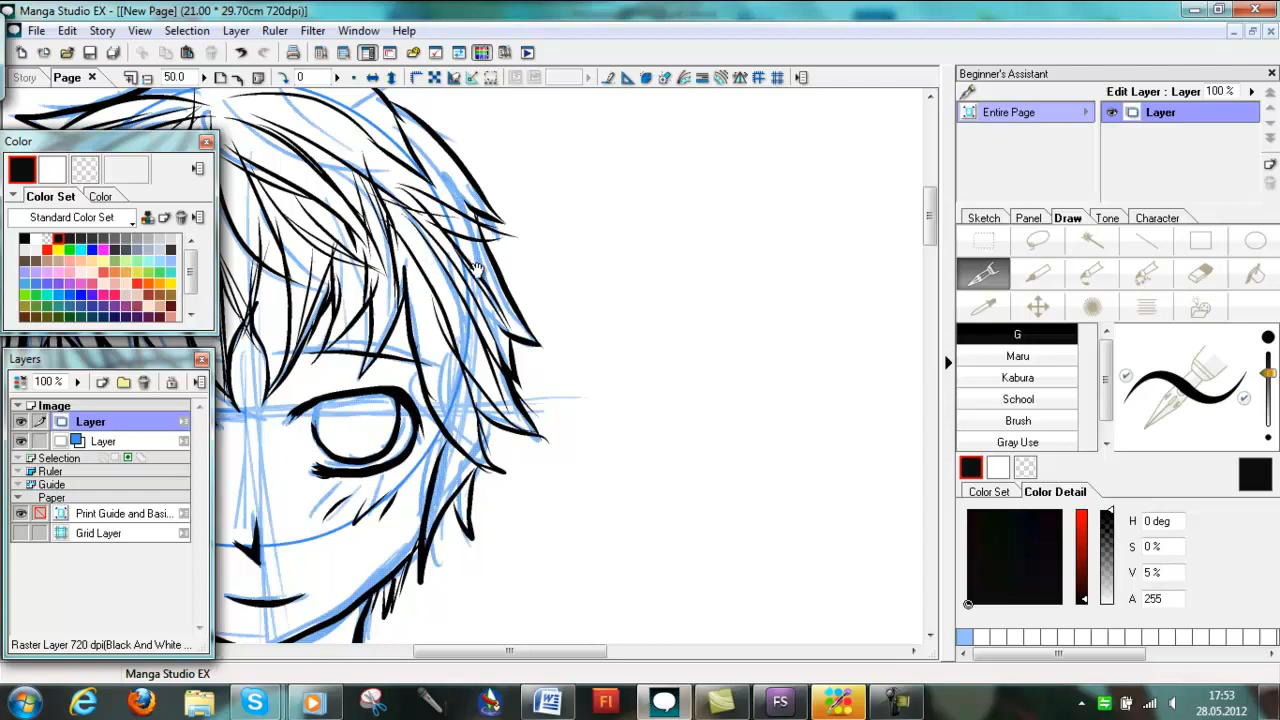 Manga Studio EX - [[New Page] (21.00 * 29.70cm 720dpi)]
File Edit Story View Selection Layer Ruler Filter Window Help
Story Page 50.0 0
Beginner's Assistant
Edit Layer : Layer 100 %
Entire Page Layer
Color
Color Set Color
Standard Color Set
Sketch Panel Draw Tone Character
G
Maru
Kabura
School
Brush
Gray Use
Layers
100 %
Image
Layer
Layer
Selection
Ruler
Guide
Paper
Print Guide and Basi...
Grid Layer
Raster Layer 720 dpi(Black And White ...
Color Set Color Detail
H 0 deg
S 0 %
V 5 %
A 255
Manga Studio EX
FL
FS
17:53
28.05.2012